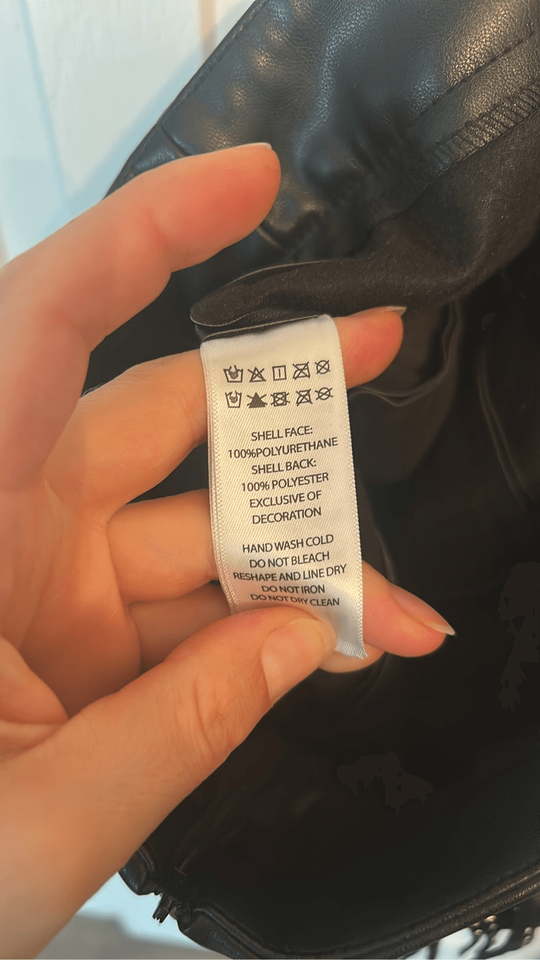 SHELL FACE:
100%POLYURETHANE
SHELL BACK:
100% POLYESTER
EXCLUSIVE OF
DECORATION
HAND WASH COLD
DO NOT BLEACH
RESHAPE AND LINE DRY
DO NOT IRON
DO NOT DRY CLEAN